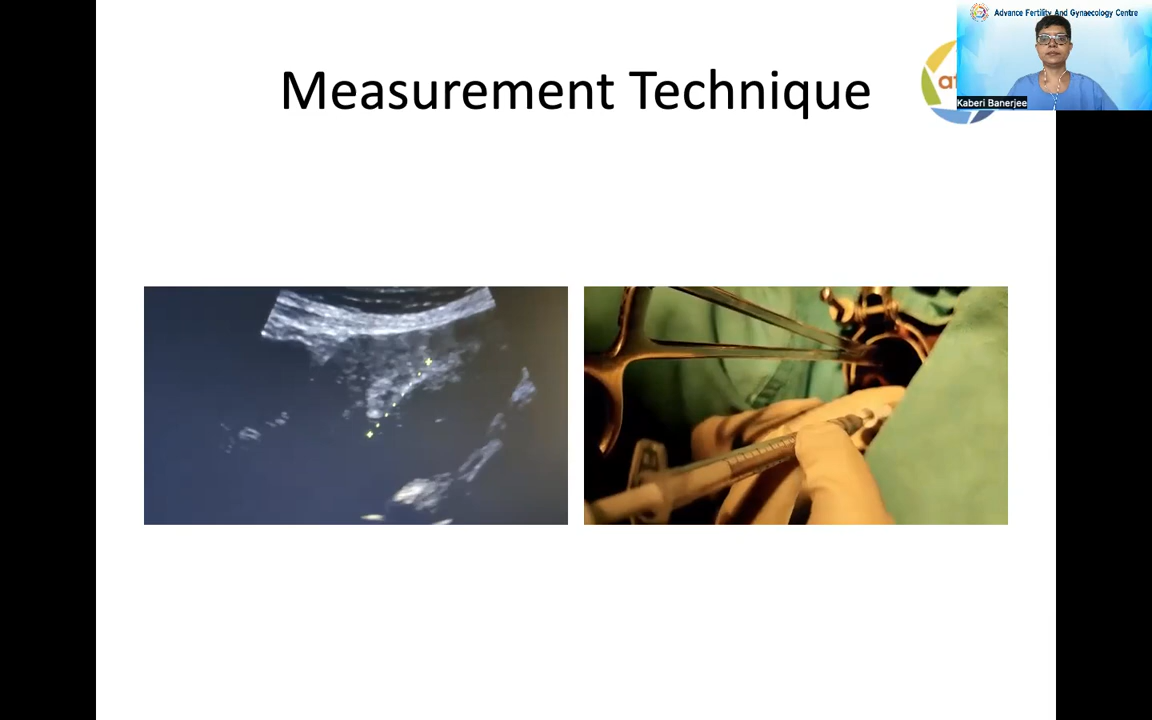 Advance Fertility And Gynaecology Centre
Measurement Technique
Kaberi Banerjee